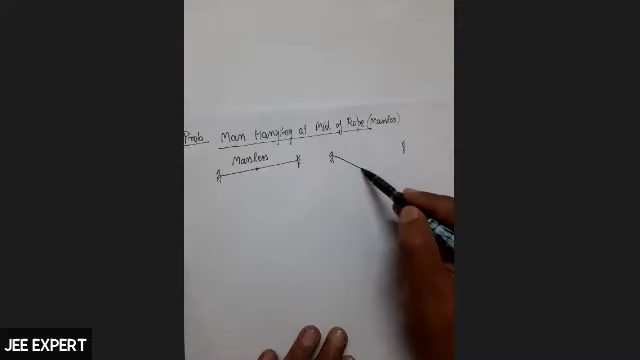 Prob. Man Hanging at Mid of Rope (Massless)
Massless
JEE EXPERT